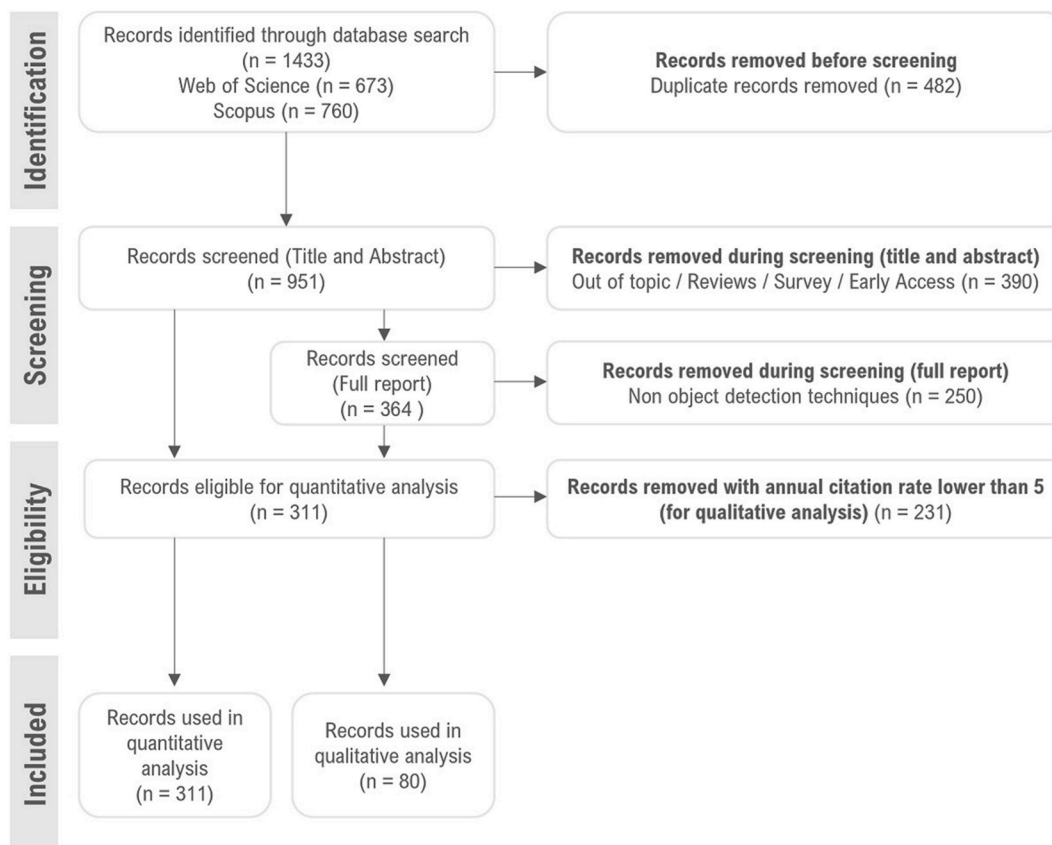 Identification
Records identified through database search
(n = 1433)
Web of Science (n = 673)
Scopus (n = 760)
Records removed before screening
Duplicate records removed (n = 482)
Screening
Records screened (Title and Abstract)
(n = 951)
Records removed during screening (title and abstract)
Out of topic / Reviews / Survey / Early Access (n = 390)
Records screened
(Full report)
(n = 364 )
Records removed during screening (full report)
Non object detection techniques (n = 250)
Eligibility
Records eligible for quantitative analysis
(n = 311)
Records removed with annual citation rate lower than 5
(for qualitative analysis) (n = 231)
Included
Records used in
quantitative
analysis
(n = 311)
Records used in
qualitative analysis
(n = 80)